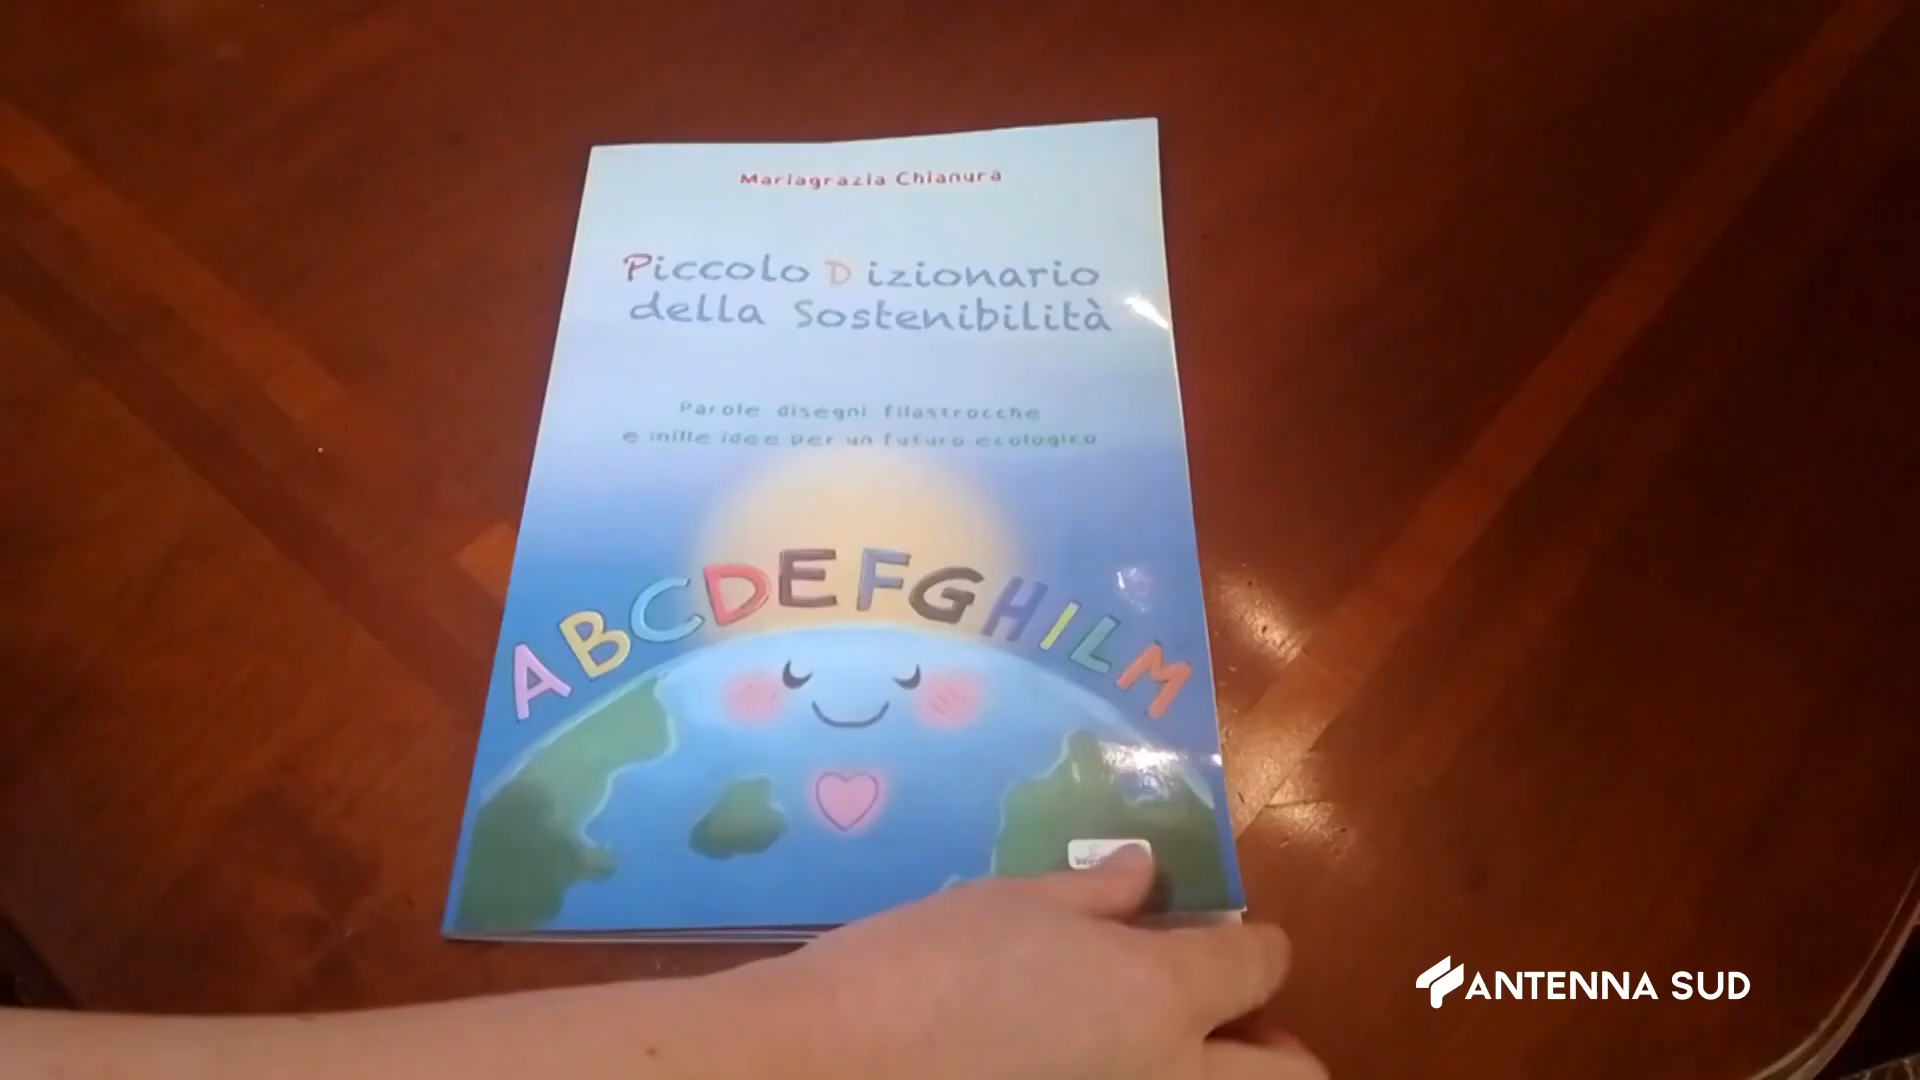 Mariagrazia Chianura
Piccolo Dizionario
della Sostenibilità
Parole disegni filastrocche
e mille idee per un futuro ecologico
ABCDEFGHILM
ANTENNA SUD